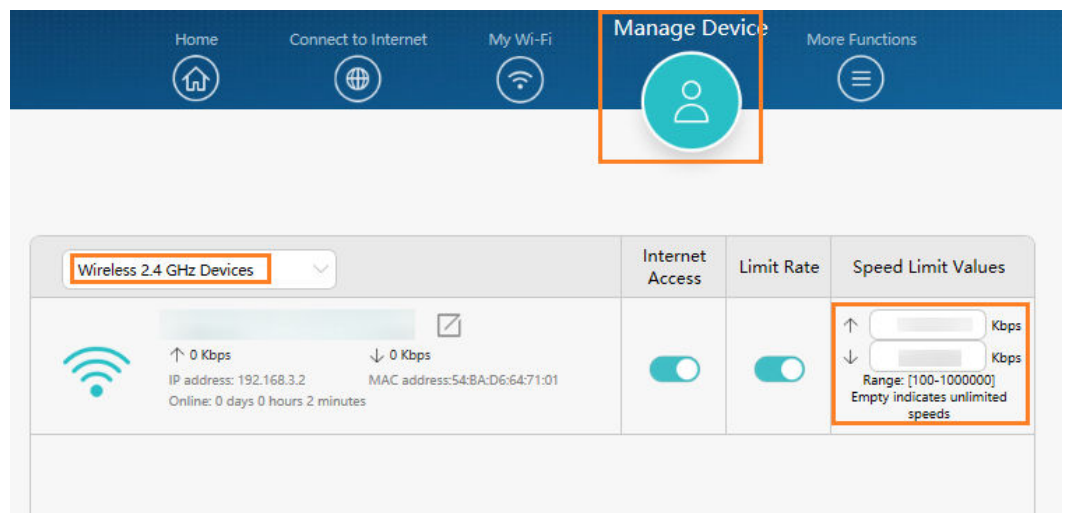 Home
Connect to Internet
My Wi-Fi
Manage Device
More Functions
Wireless 2.4 GHz Devices
Internet
Access
Limit Rate
Speed Limit Values
↑ 0 Kbps
↓ 0 Kbps
IP address: 192.168.3.2
MAC address:54:BA:D6:64:71:01
Online: 0 days 0 hours 2 minutes
↑ Kbps
↓ Kbps
Range: [100-1000000]
Empty indicates unlimited
speeds